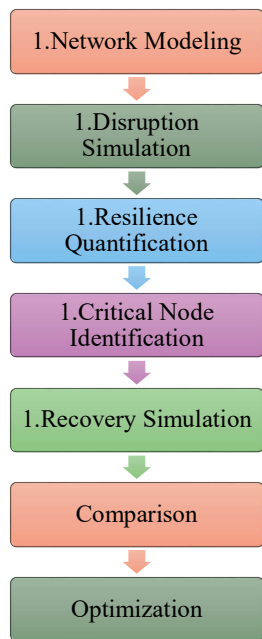 1.Network Modeling
1.Disruption
Simulation
1.Resilience
Quantification
1.Critical Node
Identification
1.Recovery Simulation
Comparison
Optimization